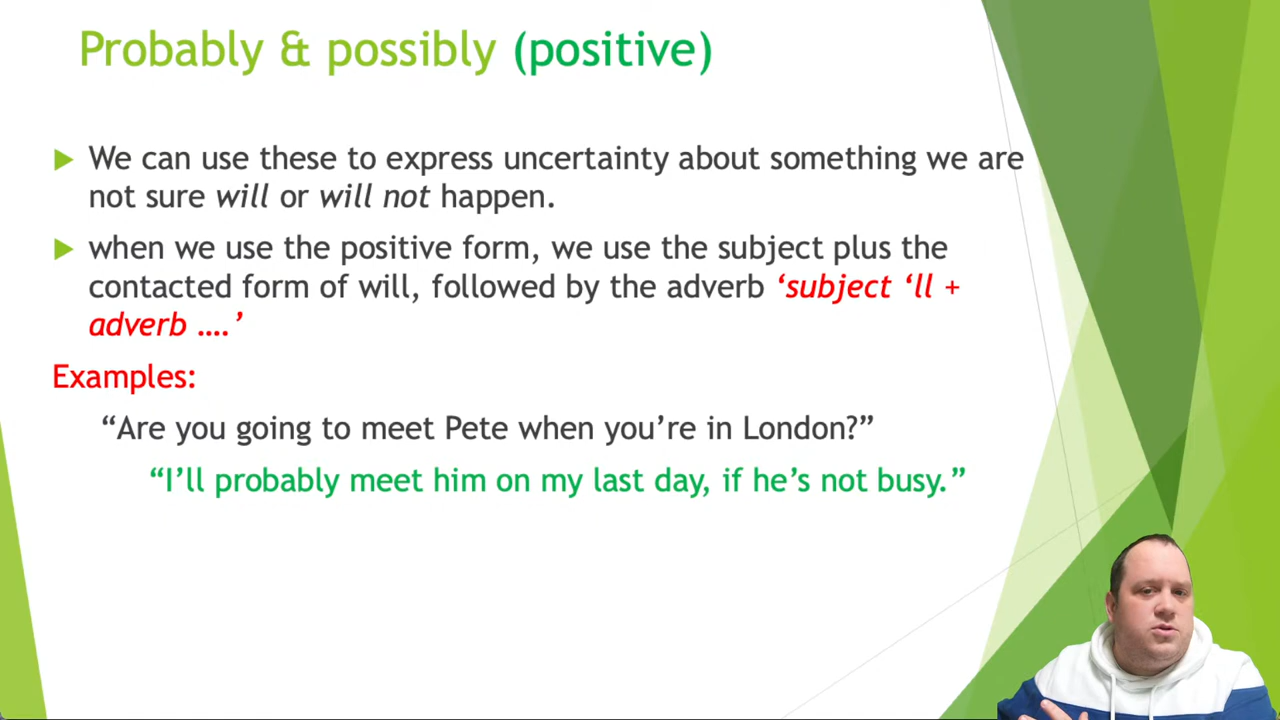 Probably & possibly (positive)
We can use these to express uncertainty about something we are
not sure will or will not happen.
when we use the positive form, we use the subject plus the
contacted form of will, followed by the adverb ‘subject ‘ll +
adverb ….’
Examples:
“Are you going to meet Pete when you’re in London?”
“I’ll probably meet him on my last day, if he’s not busy.”